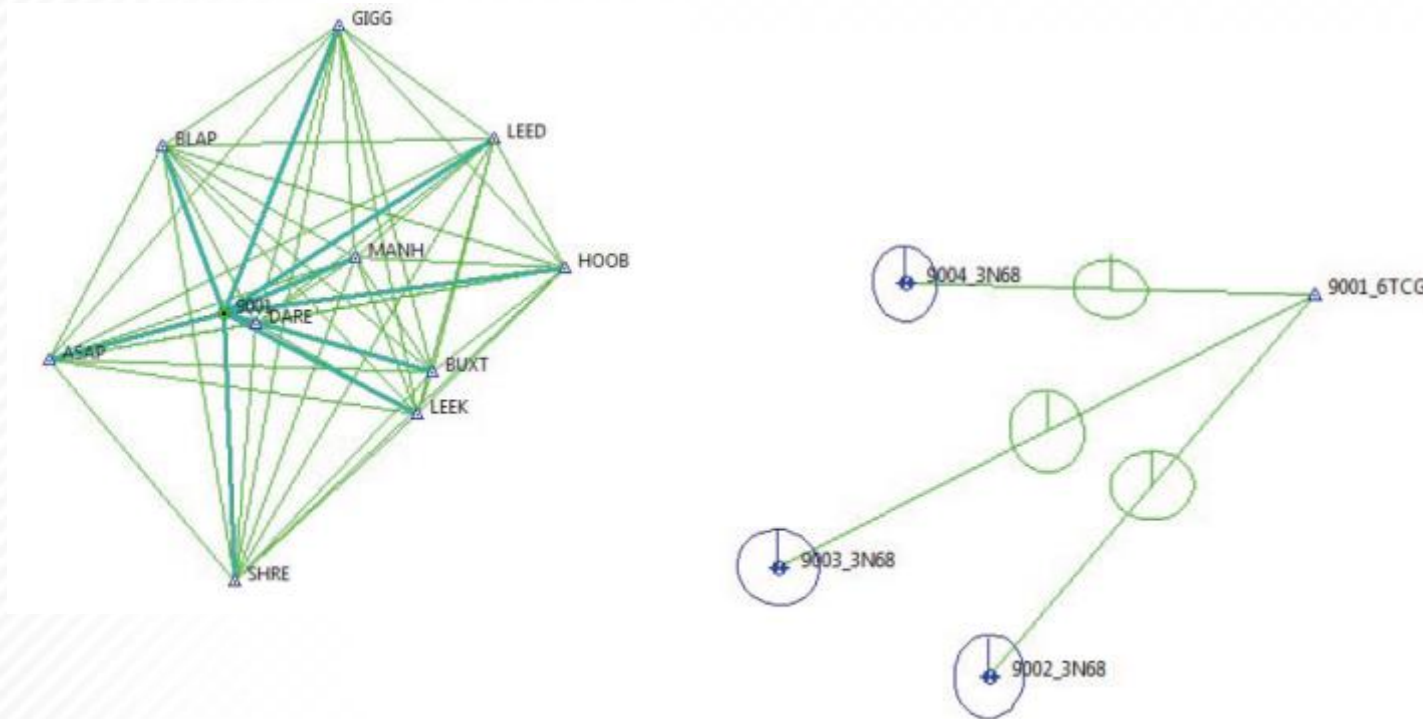 GIGG
BLAP
LEED
MANH
HOOB
9001
DARE
ASAP
BUXT
LEEK
SHRE
9004_3N68
9001_6TCG
9003_3N68
9002_3N68